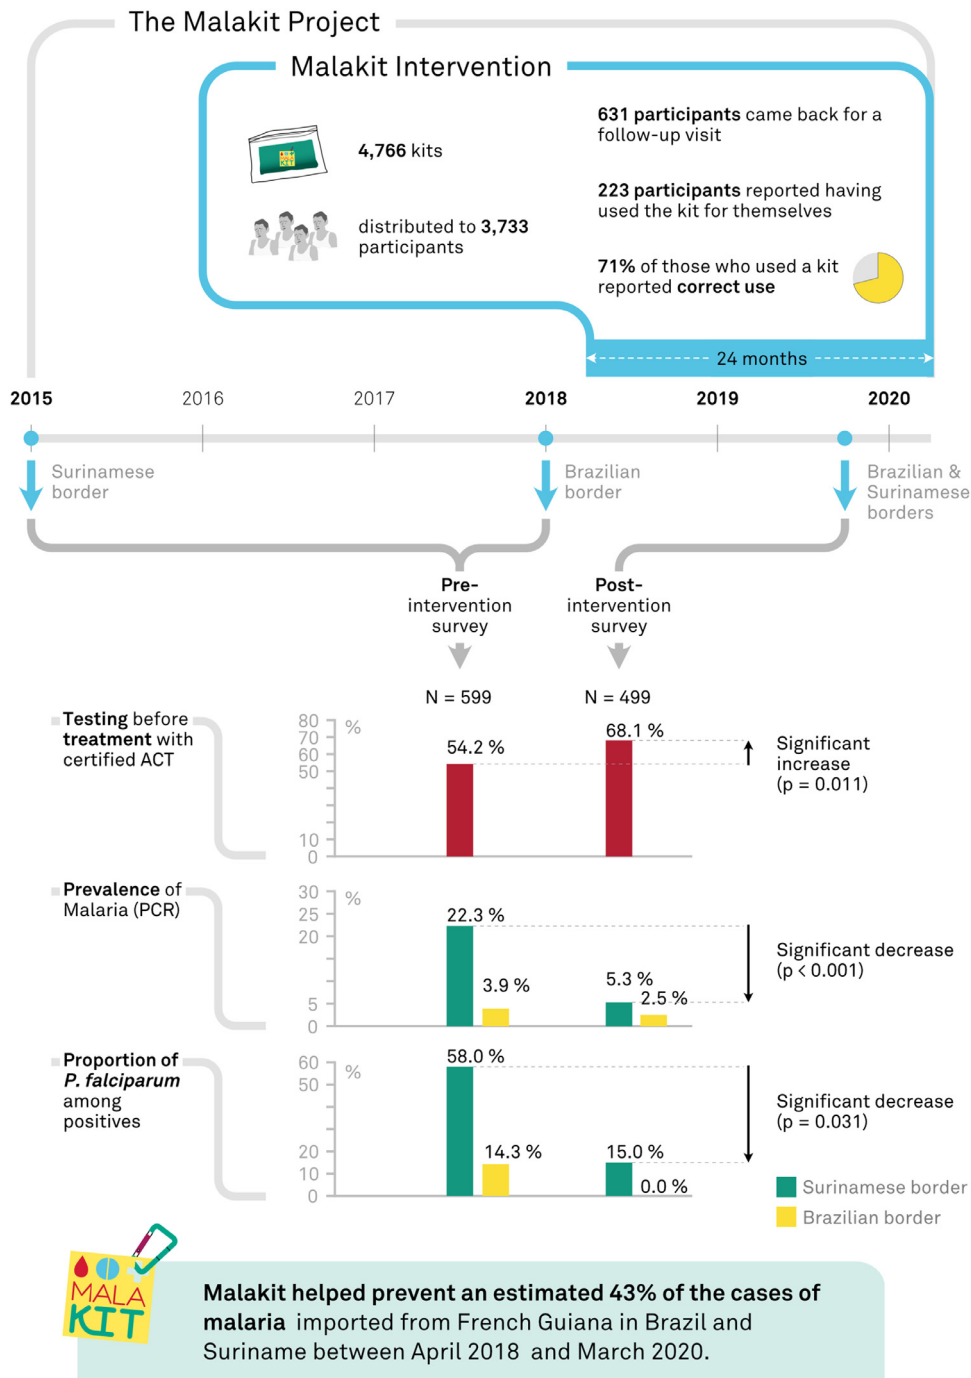 The Malakit Project
Malakit Intervention
4,766 kits
distributed to 3,733
participants
631 participants came back for a
follow-up visit
223 participants reported having
used the kit for themselves
71% of those who used a kit
reported correct use
24 months
2015
2016
2017
2018
2019
2020
Surinamese
border
Brazilian
border
Brazilian &
Surinamese
borders
Pre-
intervention
survey
Post-
intervention
survey
N = 599
N = 499
Testing before
treatment with
certified ACT
80
70
60
50
10
0
%
54.2 %
68.1 %
Significant
increase
(p = 0.011)
Prevalence of
Malaria (PCR)
30
25
20
5
0
%
22.3 %
3.9 %
5.3 %
2.5 %
Significant decrease
(p < 0.001)
Proportion of
P. falciparum
among
positives
60
50
20
10
0
%
58.0 %
14.3 %
15.0 %
0.0 %
Significant decrease
(p = 0.031)
Surinamese border
Brazilian border
MALA
KIT
Malakit helped prevent an estimated 43% of the cases of
malaria imported from French Guiana in Brazil and
Suriname between April 2018 and March 2020.